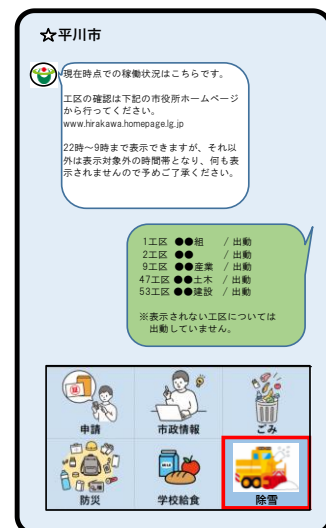 ☆平川市
現在時点での稼働状況はこちらです。
工区の確認は下記の市役所ホームページ
から行ってください。
www.hirakawa.homepage.lg.jp
22時~9時まで表示できますが、それ以
外は表示対象外の時間帯となり、何も表
示されませんので予めご了承ください。
1工区 ●●組 / 出動
2工区 ●● / 出動
9工区 ●●産業 / 出動
47工区 ●●土木 / 出動
53工区 ●●建設 / 出動
※表示されない工区については
出動していません。
申請 市政情報 ごみ
防災 学校給食 除雪